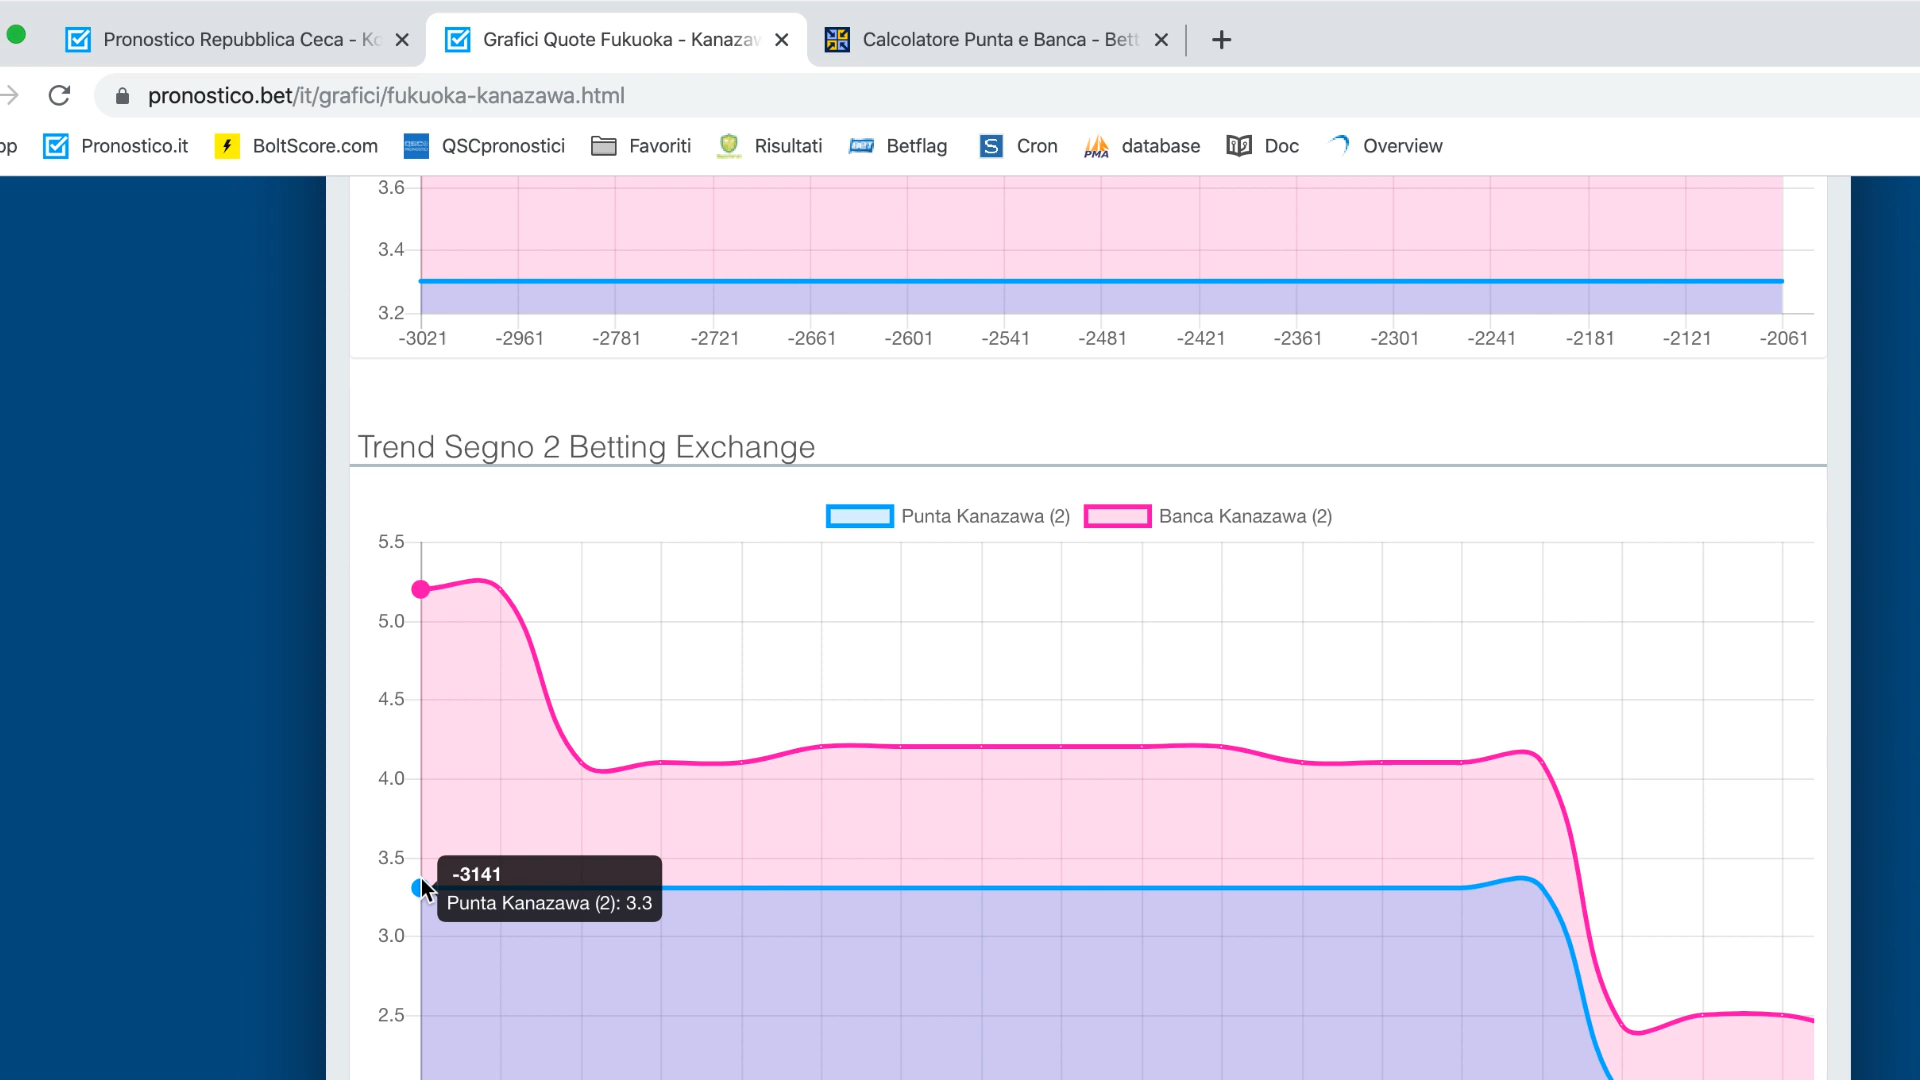 Pronostico Repubblica Ceca - Ko
Grafici Quote Fukuoka - Kanazaw
Calcolatore Punta e Banca - Bett
pronostico.bet/it/grafici/fukuoka-kanazawa.html
op
Pronostico.it
BoltScore.com
QSCpronostici
Favoriti
Risultati
Betflag
S
Cron
PMA
database
Doc
Overview
3.6
3.4
3.2
-3021 -2961 -2781 -2721 -2661 -2601 -2541 -2481 -2421 -2361 -2301 -2241 -2181 -2121 -2061
Trend Segno 2 Betting Exchange
Punta Kanazawa (2) Banca Kanazawa (2)
5.5
5.0
4.5
4.0
3.5
-3141
Punta Kanazawa (2): 3.3
3.0
2.5